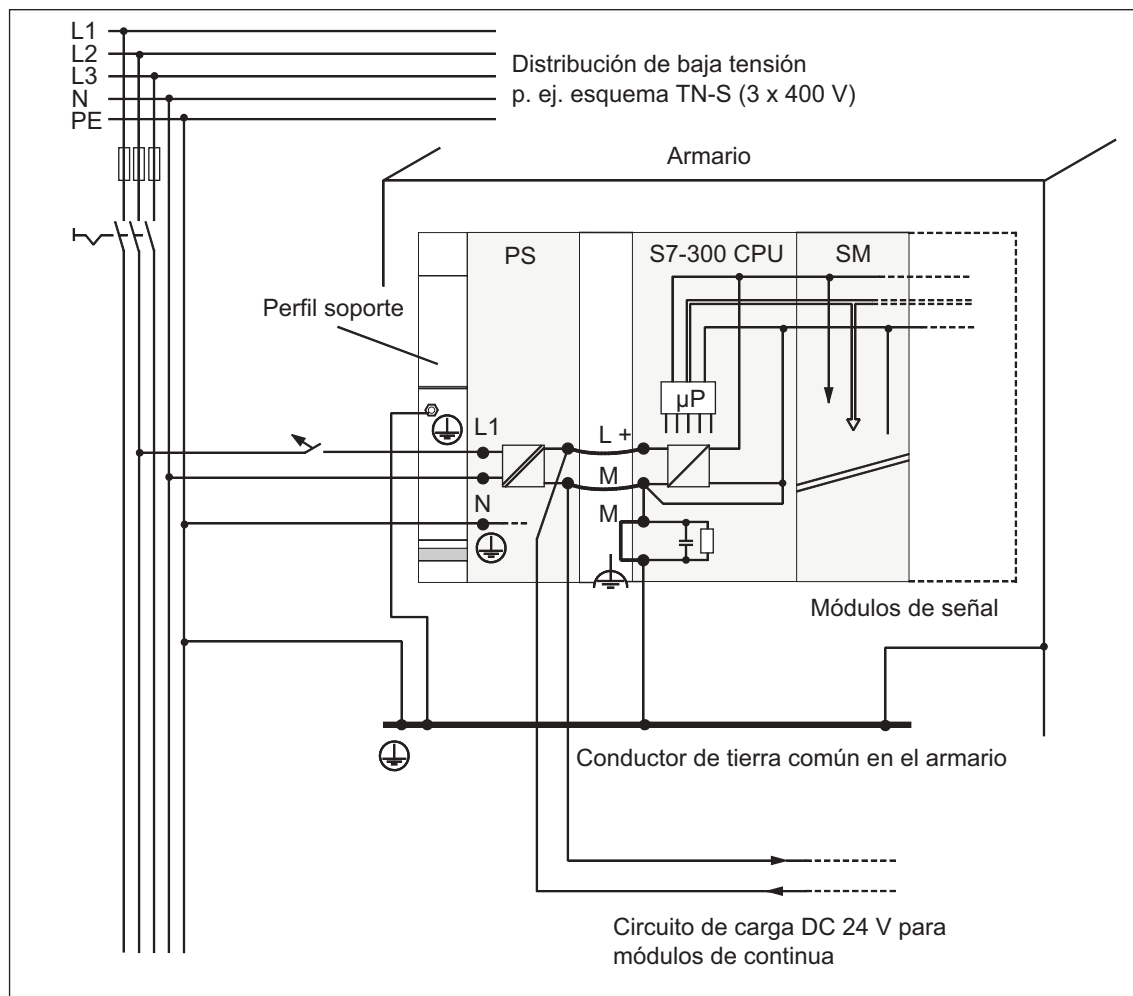 L1
L2
L3
N
PE
Distribución de baja tensión
p. ej. esquema TN-S (3 x 400 V)
Armario
PS
S7-300 CPU
SM
Perfil soporte
µP
L1
L +
M
N
M
Módulos de señal
Conductor de tierra común en el armario
Circuito de carga DC 24 V para
módulos de continua